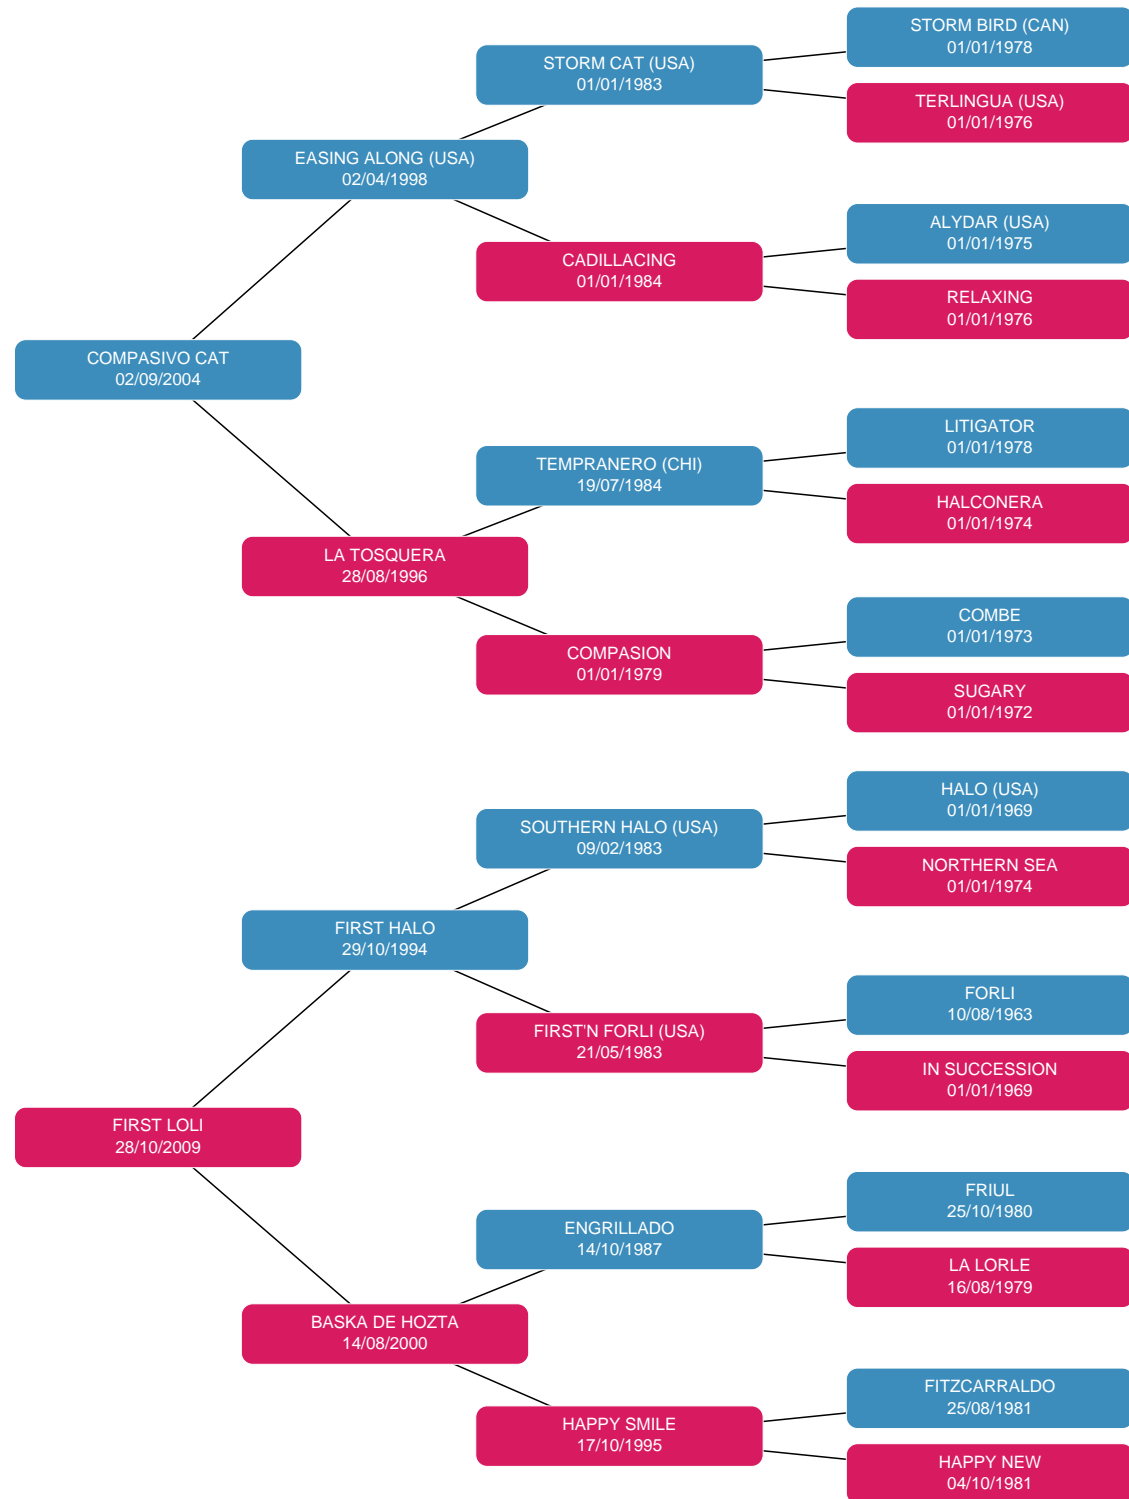 STORM BIRD (CAN)
01/01/1978
STORM CAT (USA)
01/01/1983
TERLINGUA (USA)
01/01/1976
EASING ALONG (USA)
02/04/1998
ALYDAR (USA)
01/01/1975
CADILLACING
01/01/1984
RELAXING
01/01/1976
COMPASIVO CAT
02/09/2004
LITIGATOR
01/01/1978
TEMPRANERO (CHI)
19/07/1984
HALCONERA
01/01/1974
LA TOSQUERA
28/08/1996
COMBE
01/01/1973
COMPASION
01/01/1979
SUGARY
01/01/1972
HALO (USA)
01/01/1969
SOUTHERN HALO (USA)
09/02/1983
NORTHERN SEA
01/01/1974
FIRST HALO
29/10/1994
FORLI
10/08/1963
FIRST'N FORLI (USA)
21/05/1983
IN SUCCESSION
01/01/1969
FIRST LOLI
28/10/2009
FRIUL
25/10/1980
ENGRILLADO
14/10/1987
LA LORLE
16/08/1979
BASKA DE HOZTA
14/08/2000
FITZCARRALDO
25/08/1981
HAPPY SMILE
17/10/1995
HAPPY NEW
04/10/1981